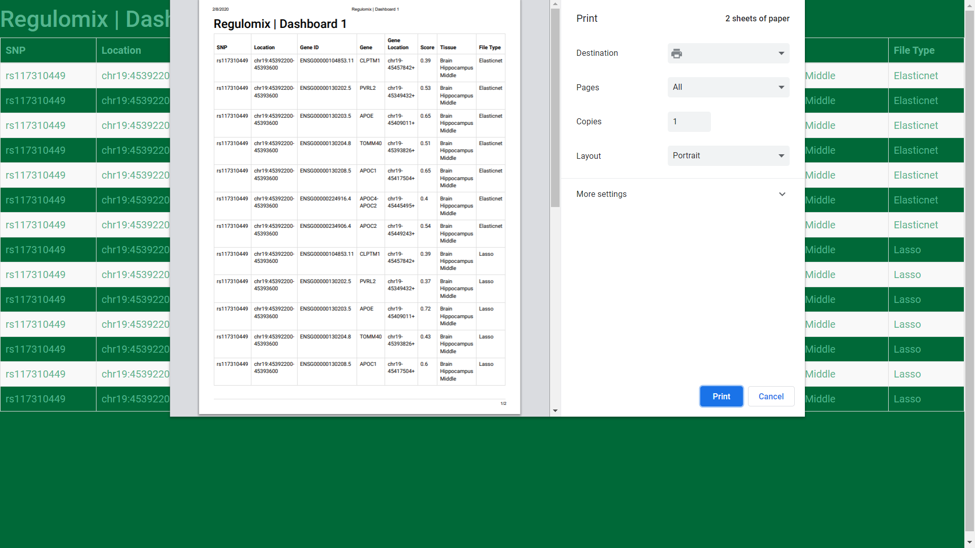 Regulomix | Dash
SNP Location File Type
rs117310449 chr19:4539220 Middle Elasticnet
rs117310449 chr19:4539220 Middle Elasticnet
rs117310449 chr19:4539220 Middle Elasticnet
rs117310449 chr19:4539220 Middle Elasticnet
rs117310449 chr19:4539220 Middle Elasticnet
rs117310449 chr19:4539220 Middle Elasticnet
rs117310449 chr19:4539220 Middle Elasticnet
rs117310449 chr19:4539220 Middle Lasso
rs117310449 chr19:4539220 Middle Lasso
rs117310449 chr19:4539220 Middle Lasso
rs117310449 chr19:4539220 Middle Lasso
rs117310449 chr19:4539220 Middle Lasso
rs117310449 chr19:4539220 Middle Lasso
rs117310449 chr19:4539220 Middle Lasso
2/8/2020 Regulomix | Dashboard 1
Regulomix | Dashboard 1
SNP Location Gene ID Gene Gene Location Score Tissue File Type
rs117310449 chr19:45392200-45393600 ENSG00000104853.11 CLPTM1 chr19-45457842+ 0.39 Brain Hippocampus Middle Elasticnet
rs117310449 chr19:45392200-45393600 ENSG00000130202.5 PVRL2 chr19-45349432+ 0.53 Brain Hippocampus Middle Elasticnet
rs117310449 chr19:45392200-45393600 ENSG00000130203.5 APOE chr19-45409011+ 0.65 Brain Hippocampus Middle Elasticnet
rs117310449 chr19:45392200-45393600 ENSG00000130204.8 TOMM40 chr19-45393826+ 0.51 Brain Hippocampus Middle Elasticnet
rs117310449 chr19:45392200-45393600 ENSG00000130208.5 APOC1 chr19-45417504+ 0.65 Brain Hippocampus Middle Elasticnet
rs117310449 chr19:45392200-45393600 ENSG00000224916.4 APOC4-APOC2 chr19-45445495+ 0.4 Brain Hippocampus Middle Elasticnet
rs117310449 chr19:45392200-45393600 ENSG00000234906.4 APOC2 chr19-45449243+ 0.54 Brain Hippocampus Middle Elasticnet
rs117310449 chr19:45392200-45393600 ENSG00000104853.11 CLPTM1 chr19-45457842+ 0.39 Brain Hippocampus Middle Lasso
rs117310449 chr19:45392200-45393600 ENSG00000130202.5 PVRL2 chr19-45349432+ 0.37 Brain Hippocampus Middle Lasso
rs117310449 chr19:45392200-45393600 ENSG00000130203.5 APOE chr19-45409011+ 0.72 Brain Hippocampus Middle Lasso
rs117310449 chr19:45392200-45393600 ENSG00000130204.8 TOMM40 chr19-45393826+ 0.43 Brain Hippocampus Middle Lasso
rs117310449 chr19:45392200-45393600 ENSG00000130208.5 APOC1 chr19-45417504+ 0.6 Brain Hippocampus Middle Lasso
1/2
Print 2 sheets of paper
Destination
Pages All
Copies 1
Layout Portrait
More settings
Print Cancel